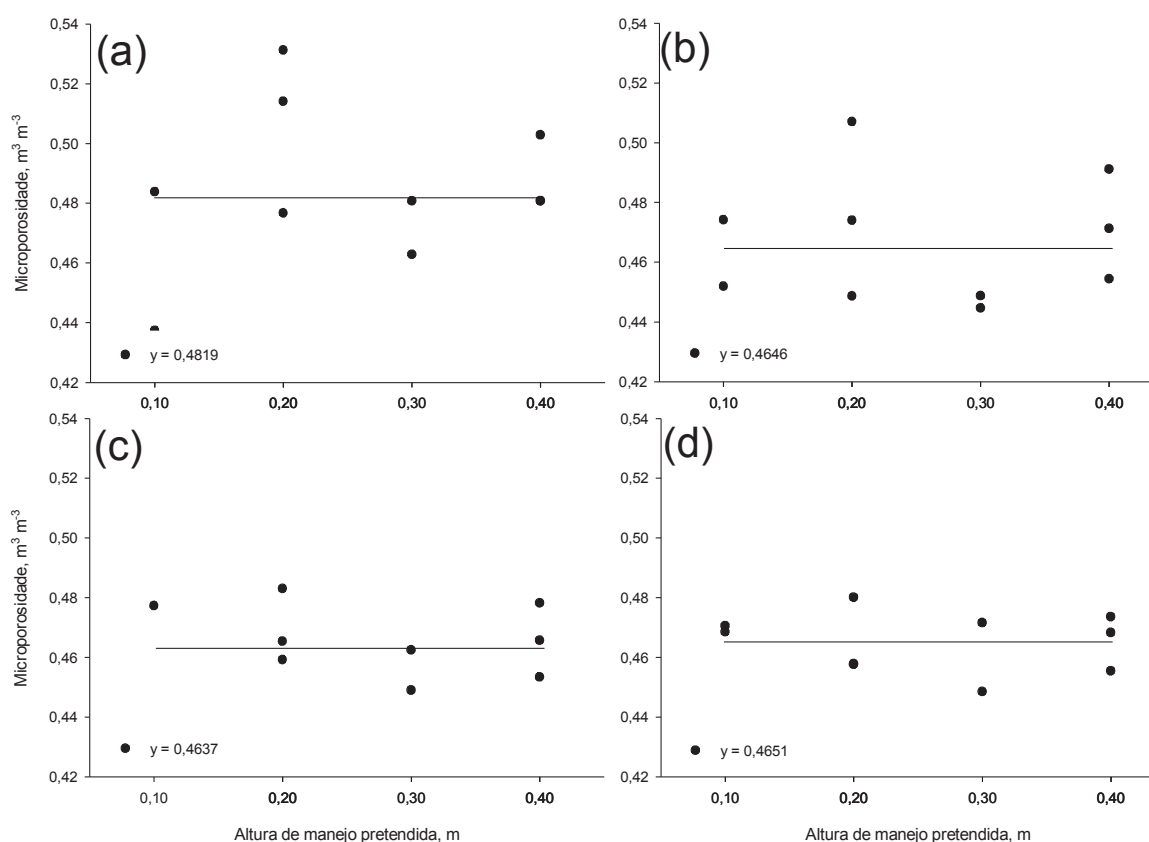 (a)
0,54
0,52
0,50
0,48
0,46
0,44
0,42
Microporosidade, m³ m⁻³
y = 0,4819
0,10 0,20 0,30 0,40
(b)
0,54
0,52
0,50
0,48
0,46
0,44
0,42
y = 0,4646
0,10 0,20 0,30 0,40
(c)
0,54
0,52
0,50
0,48
0,46
0,44
0,42
Microporosidade, m³ m⁻³
y = 0,4637
0,10 0,20 0,30 0,40
Altura de manejo pretendida, m
(d)
0,54
0,52
0,50
0,48
0,46
0,44
0,42
y = 0,4651
0,10 0,20 0,30 0,40
Altura de manejo pretendida, m